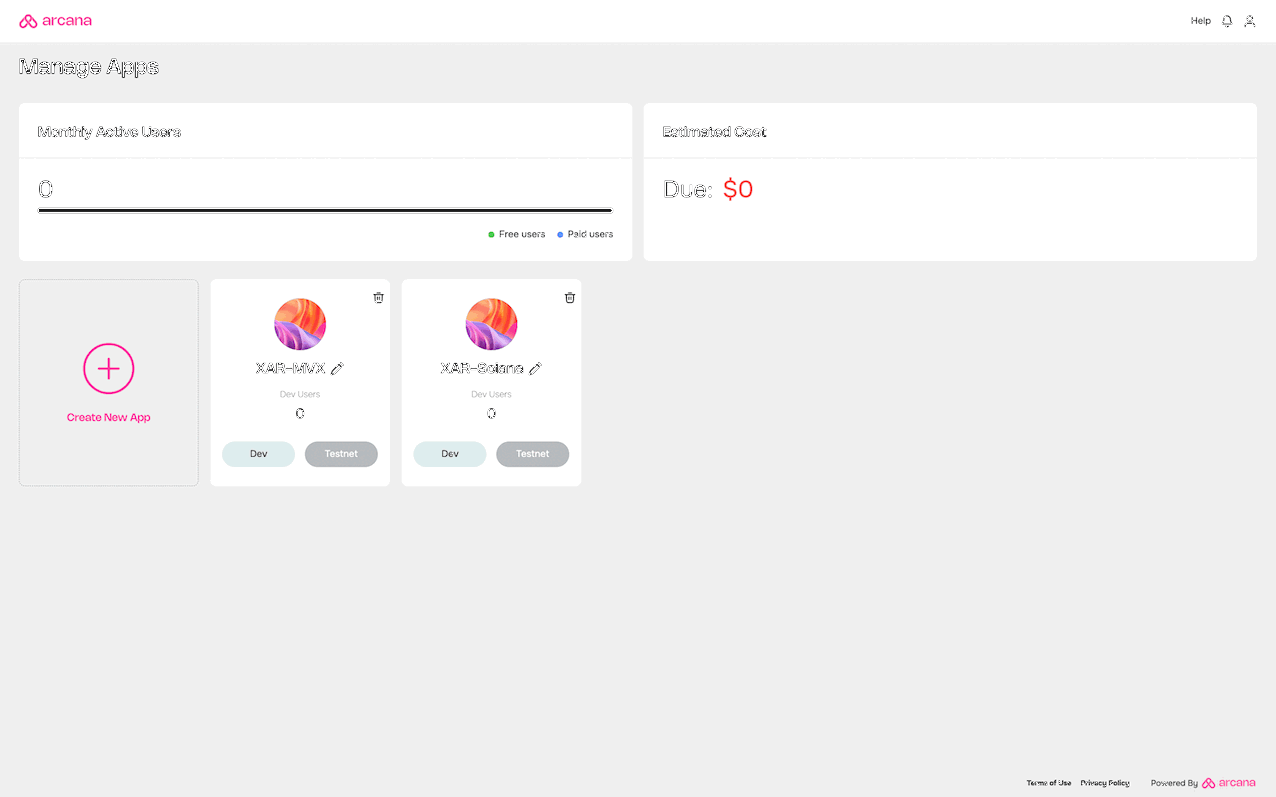 arcana
Help
Manage Apps
Monthly Active Users
0
Free users
Paid users
Estimated Cost
Due: $0
Create New App
XAR-MVX
Dev Users
0
Dev
Testnet
XAR-Solana
Dev Users
0
Dev
Testnet
Terms of Use
Privacy Policy
Powered By arcana